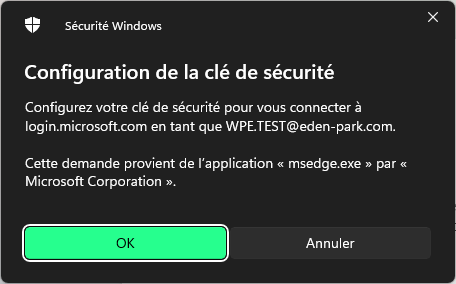 Sécurité Windows
Configuration de la clé de sécurité
Configurez votre clé de sécurité pour vous connecter à
login.microsoft.com en tant que WPE.TEST@eden-park.com.
Cette demande provient de l’application « msedge.exe » par «
Microsoft Corporation ».
OK
Annuler